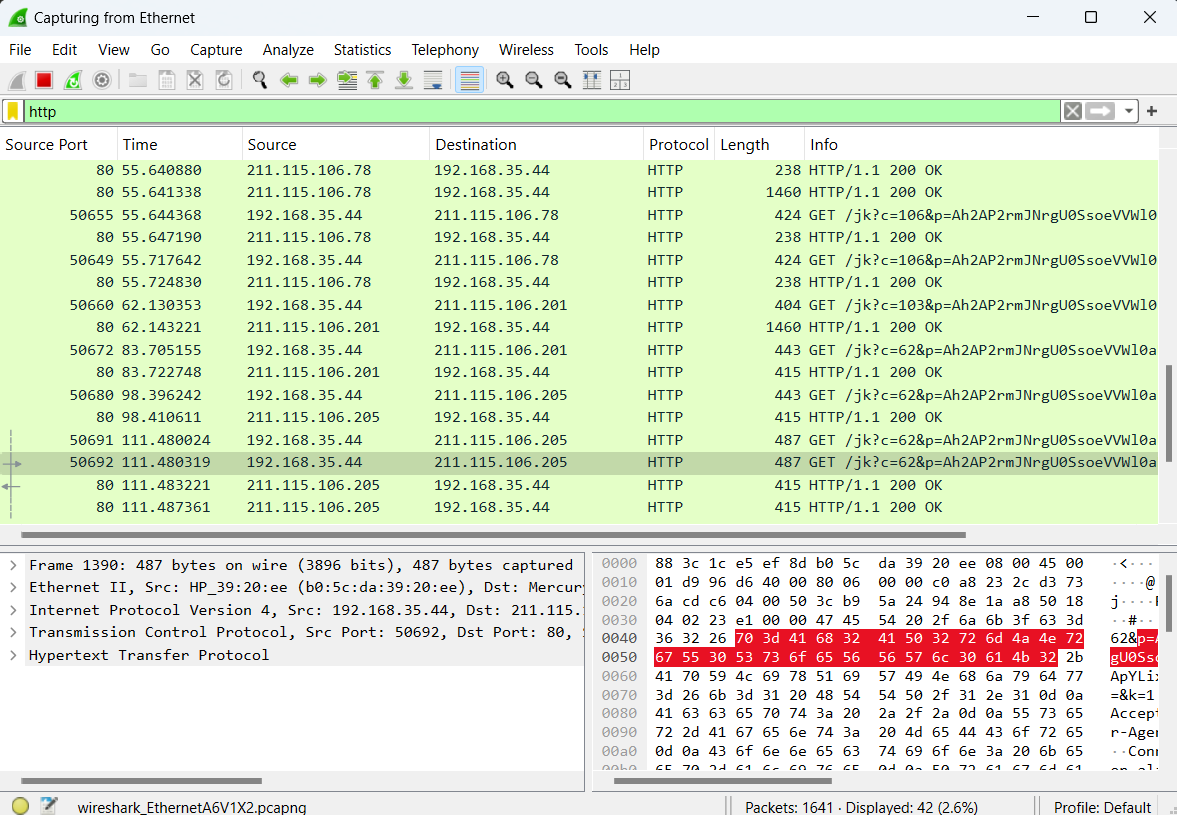 Capturing from Ethernet
File Edit View Go Capture Analyze Statistics Telephony Wireless Tools Help
http
Source Port Time Source Destination Protocol Length Info
80 55.640880 211.115.106.78 192.168.35.44 HTTP 238 HTTP/1.1 200 OK
80 55.641338 211.115.106.78 192.168.35.44 HTTP 1460 HTTP/1.1 200 OK
50655 55.644368 192.168.35.44 211.115.106.78 HTTP 424 GET /jk?c=106&p=Ah2AP2rmJNrgU0SsoeVVWl0
80 55.647190 211.115.106.78 192.168.35.44 HTTP 238 HTTP/1.1 200 OK
50649 55.717642 192.168.35.44 211.115.106.78 HTTP 424 GET /jk?c=106&p=Ah2AP2rmJNrgU0SsoeVVWl0
80 55.724830 211.115.106.78 192.168.35.44 HTTP 238 HTTP/1.1 200 OK
50660 62.130353 192.168.35.44 211.115.106.201 HTTP 404 GET /jk?c=103&p=Ah2AP2rmJNrgU0SsoeVVWl0
80 62.143221 211.115.106.201 192.168.35.44 HTTP 1460 HTTP/1.1 200 OK
50672 83.705155 192.168.35.44 211.115.106.201 HTTP 443 GET /jk?c=62&p=Ah2AP2rmJNrgU0SsoeVVWl0a
80 83.722748 211.115.106.201 192.168.35.44 HTTP 415 HTTP/1.1 200 OK
50680 98.396242 192.168.35.44 211.115.106.205 HTTP 443 GET /jk?c=62&p=Ah2AP2rmJNrgU0SsoeVVWl0a
80 98.410611 211.115.106.205 192.168.35.44 HTTP 415 HTTP/1.1 200 OK
50691 111.480024 192.168.35.44 211.115.106.205 HTTP 487 GET /jk?c=62&p=Ah2AP2rmJNrgU0SsoeVVWl0a
50692 111.480319 192.168.35.44 211.115.106.205 HTTP 487 GET /jk?c=62&p=Ah2AP2rmJNrgU0SsoeVVWl0a
80 111.483221 211.115.106.205 192.168.35.44 HTTP 415 HTTP/1.1 200 OK
80 111.487361 211.115.106.205 192.168.35.44 HTTP 415 HTTP/1.1 200 OK
Frame 1390: 487 bytes on wire (3896 bits), 487 bytes captured
Ethernet II, Src: HP_39:20:ee (b0:5c:da:39:20:ee), Dst: Mercury
Internet Protocol Version 4, Src: 192.168.35.44, Dst: 211.115.
Transmission Control Protocol, Src Port: 50692, Dst Port: 80,
Hypertext Transfer Protocol
0000 88 3c 1c e5 ef 8d b0 5c da 39 20 ee 08 00 45 00 ·<···
0010 01 d9 96 d6 40 00 80 06 00 00 c0 a8 23 2c d3 73 ····@
0020 6a cd c6 04 00 50 3c b9 5a 24 94 8e 1a a8 50 18 j····P
0030 04 02 23 e1 00 00 47 45 54 20 2f 6a 6b 3f 63 3d ··#··
0040 36 32 26 70 3d 41 68 32 41 50 32 72 6d 4a 4e 72 62&p=A
0050 67 55 30 53 73 6f 65 56 56 57 6c 30 61 4b 32 2b gU0Sso
0060 41 70 59 4c 69 78 51 69 57 49 4e 68 6a 79 64 77 ApYLix
0070 3d 26 6b 3d 31 20 48 54 54 50 2f 31 2e 31 0d 0a =&k=1
0080 41 63 63 65 70 74 3a 20 2a 2f 2a 0d 0a 55 73 65 Accept
0090 72 2d 41 67 65 6e 74 3a 20 4d 65 44 43 6f 72 65 r-Agen
00a0 0d 0a 43 6f 6e 6e 65 63 74 69 6f 6e 3a 20 6b 65 ··Conn
00b0 65 70 2d 61 6c 69 76 65 0d 0a 50 72 61 67 6d 61 ep-ali
wireshark_EthernetA6V1X2.pcapng
Packets: 1641 · Displayed: 42 (2.6%)
Profile: Default